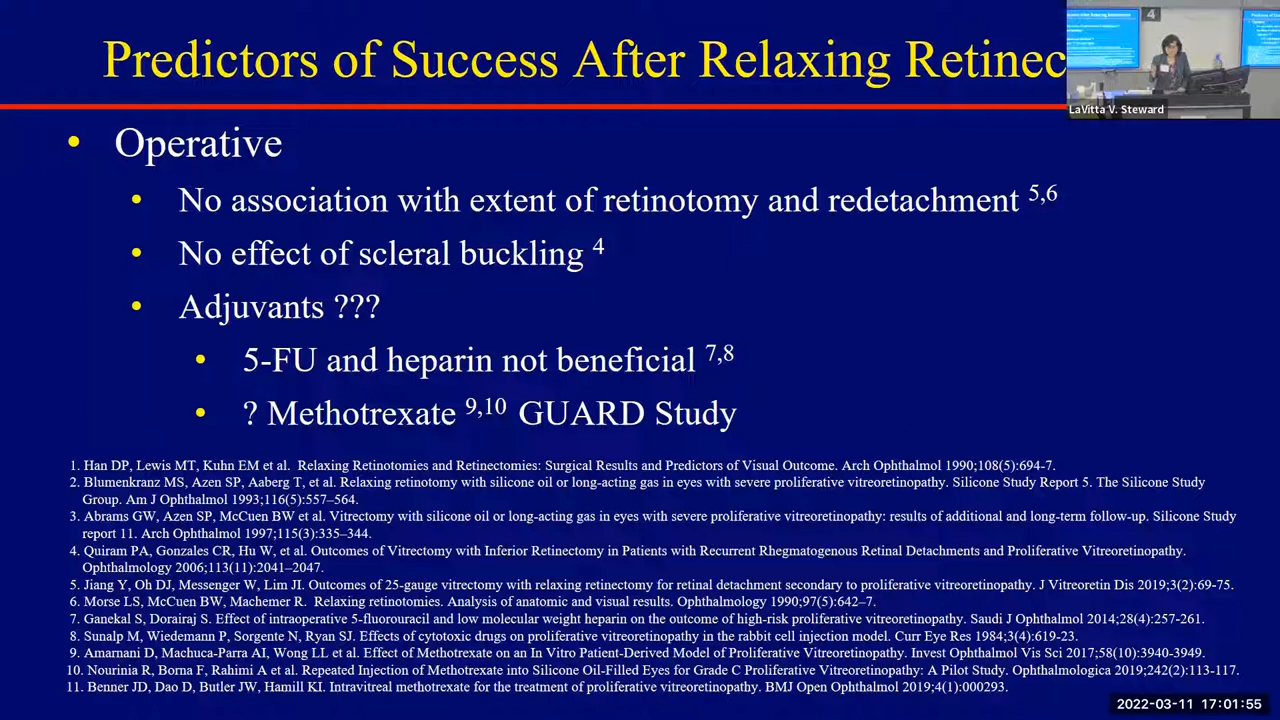 Predictors of Success After Relaxing Retinec
4
LaVitta V. Steward
• Operative
• No association with extent of retinotomy and redetachment 5,6
• No effect of scleral buckling 4
• Adjuvants ???
• 5-FU and heparin not beneficial 7,8
• ? Methotrexate 9,10 GUARD Study
1. Han DP, Lewis MT, Kuhn EM et al. Relaxing Retinotomies and Retinectomies: Surgical Results and Predictors of Visual Outcome. Arch Ophthalmol 1990;108(5):694-7.
2. Blumenkranz MS, Azen SP, Aaberg T, et al. Relaxing retinotomy with silicone oil or long-acting gas in eyes with severe proliferative vitreoretinopathy. Silicone Study Report 5. The Silicone Study
Group. Am J Ophthalmol 1993;116(5):557–564.
3. Abrams GW, Azen SP, McCuen BW et al. Vitrectomy with silicone oil or long-acting gas in eyes with severe proliferative vitreoretinopathy: results of additional and long-term follow-up. Silicone Study
report 11. Arch Ophthalmol 1997;115(3):335–344.
4. Quiram PA, Gonzales CR, Hu W, et al. Outcomes of Vitrectomy with Inferior Retinectomy in Patients with Recurrent Rhegmatogenous Retinal Detachments and Proliferative Vitreoretinopathy.
Ophthalmology 2006;113(11):2041–2047.
5. Jiang Y, Oh DJ, Messenger W, Lim JI. Outcomes of 25-gauge vitrectomy with relaxing retinectomy for retinal detachment secondary to proliferative vitreoretinopathy. J Vitreoretin Dis 2019;3(2):69-75.
6. Morse LS, McCuen BW, Machemer R. Relaxing retinotomies. Analysis of anatomic and visual results. Ophthalmology 1990;97(5):642–7.
7. Ganekal S, Dorairaj S. Effect of intraoperative 5-fluorouracil and low molecular weight heparin on the outcome of high-risk proliferative vitreoretinopathy. Saudi J Ophthalmol 2014;28(4):257-261.
8. Sunalp M, Wiedemann P, Sorgente N, Ryan SJ. Effects of cytotoxic drugs on proliferative vitreoretinopathy in the rabbit cell injection model. Curr Eye Res 1984;3(4):619-23.
9. Amarnani D, Machuca-Parra AI, Wong LL et al. Effect of Methotrexate on an In Vitro Patient-Derived Model of Proliferative Vitreoretinopathy. Invest Ophthalmol Vis Sci 2017;58(10):3940-3949.
10. Nourinia R, Borna F, Rahimi A et al. Repeated Injection of Methotrexate into Silicone Oil-Filled Eyes for Grade C Proliferative Vitreoretinopathy: A Pilot Study. Ophthalmologica 2019;242(2):113-117.
11. Benner JD, Dao D, Butler JW, Hamill KI. Intravitreal methotrexate for the treatment of proliferative vitreoretinopathy. BMJ Open Ophthalmol 2019;4(1):000293.
2022-03-11 17:01:55